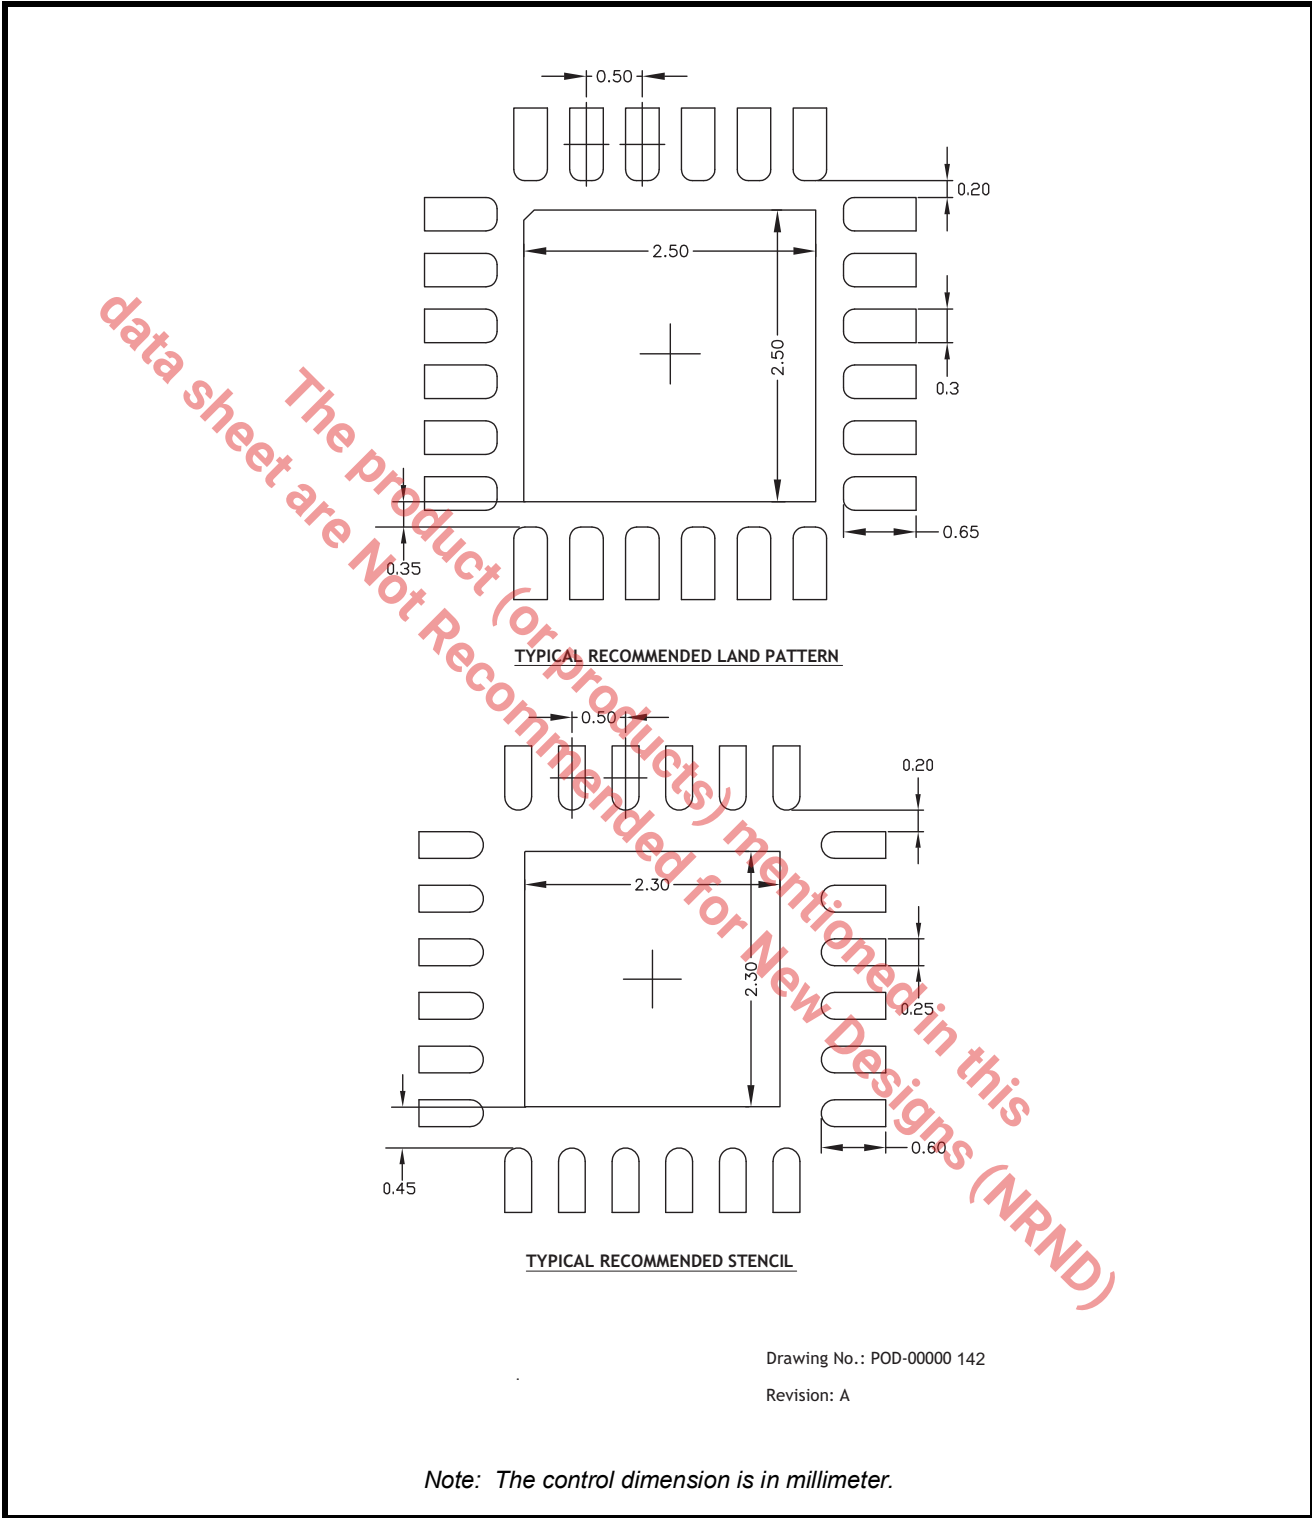 0.50
0.20
2.50
2.50
0.3
0.65
0.35
TYPICAL RECOMMENDED LAND PATTERN
0.50
0.20
2.30
2.30
0.25
0.60
0.45
TYPICAL RECOMMENDED STENCIL
The product (or products) mentioned in this
data sheet are Not Recommended for New Designs (NRND)
Drawing No.: POD-00000 142
Revision: A
Note: The control dimension is in millimeter.